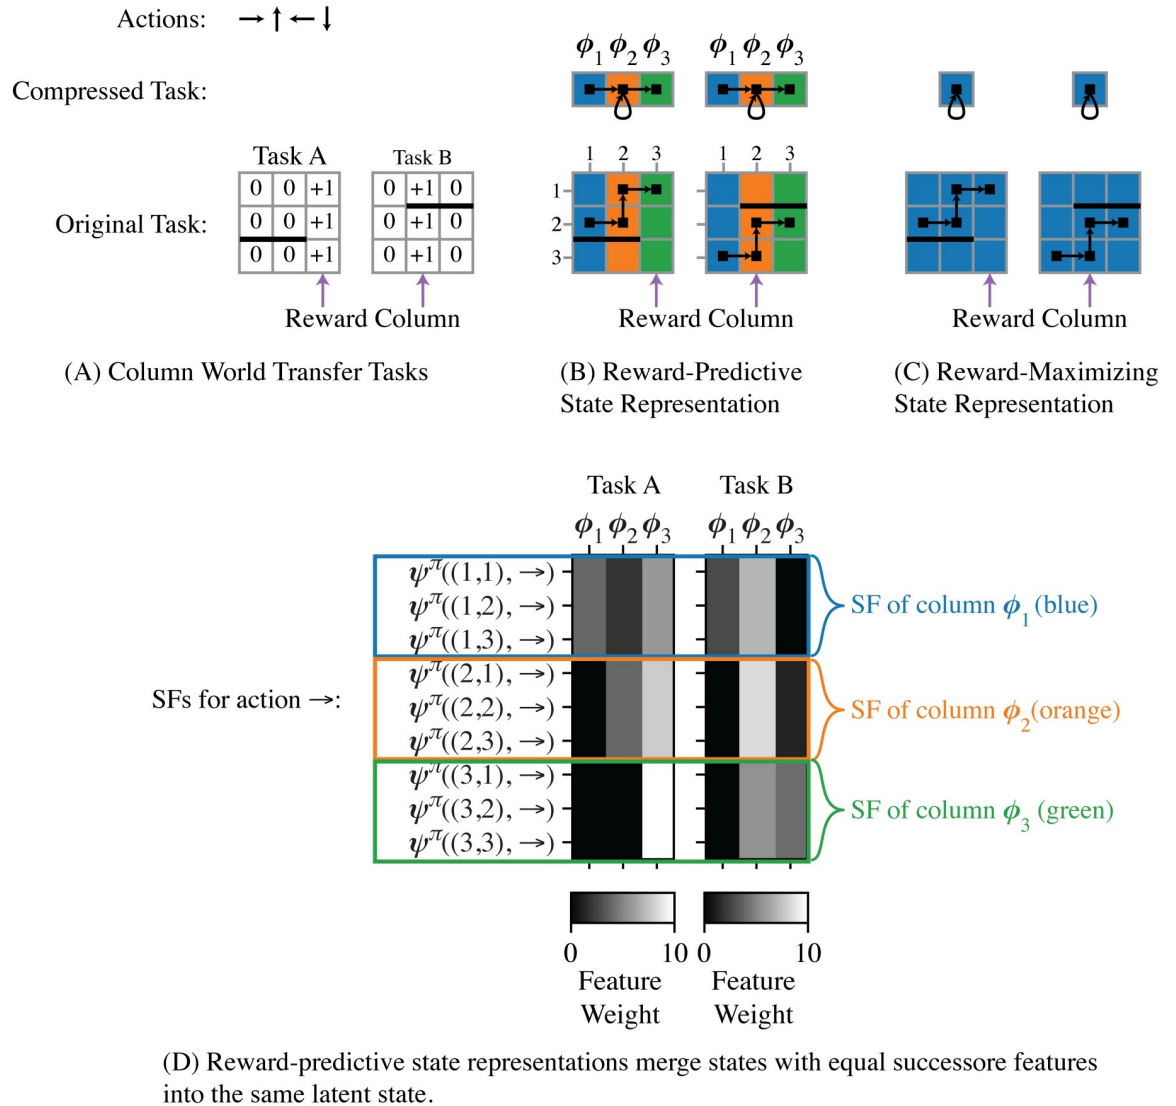 Actions: → ↑ ← ↓
ϕ1 ϕ2 ϕ3 ϕ1 ϕ2 ϕ3
Compressed Task:
Task A Task B 1 2 3 1 2 3
0 0 +1 0 +1 0 1
Original Task: 0 0 +1 0 +1 0 2
0 0 +1 0 +1 0 3
Reward Column Reward Column Reward Column
(A) Column World Transfer Tasks
(B) Reward-Predictive
State Representation
(C) Reward-Maximizing
State Representation
Task A Task B
ϕ1 ϕ2 ϕ3 ϕ1 ϕ2 ϕ3
ψπ((1,1), →)
ψπ((1,2), →) SF of column ϕ1 (blue)
ψπ((1,3), →)
ψπ((2,1), →)
SFs for action →: ψπ((2,2), →) SF of column ϕ2(orange)
ψπ((2,3), →)
ψπ((3,1), →)
ψπ((3,2), →) SF of column ϕ3 (green)
ψπ((3,3), →)
0 10 0 10
Feature Feature
Weight Weight
(D) Reward-predictive state representations merge states with equal successore features
into the same latent state.